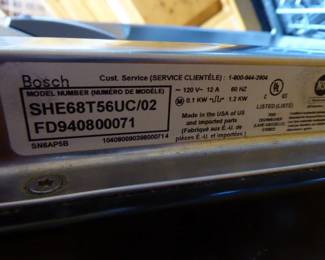 Bosch
Cust. Service (SERVICE CLIENTÈLE) : 1-800-944-2904
MODEL NUMBER (NUMÉRO DE MODÈLE)
SHE68T56UC/02
FD940800071
~ 120 V~ 12 A 60 HZ
0.1 KW 1.2 KW
Made in the USA of US
and imported parts
(Fabriqué aux É.-U. de
pièces É.-U. et importées)
SN6AP5B
LISTED (LISTÉE)